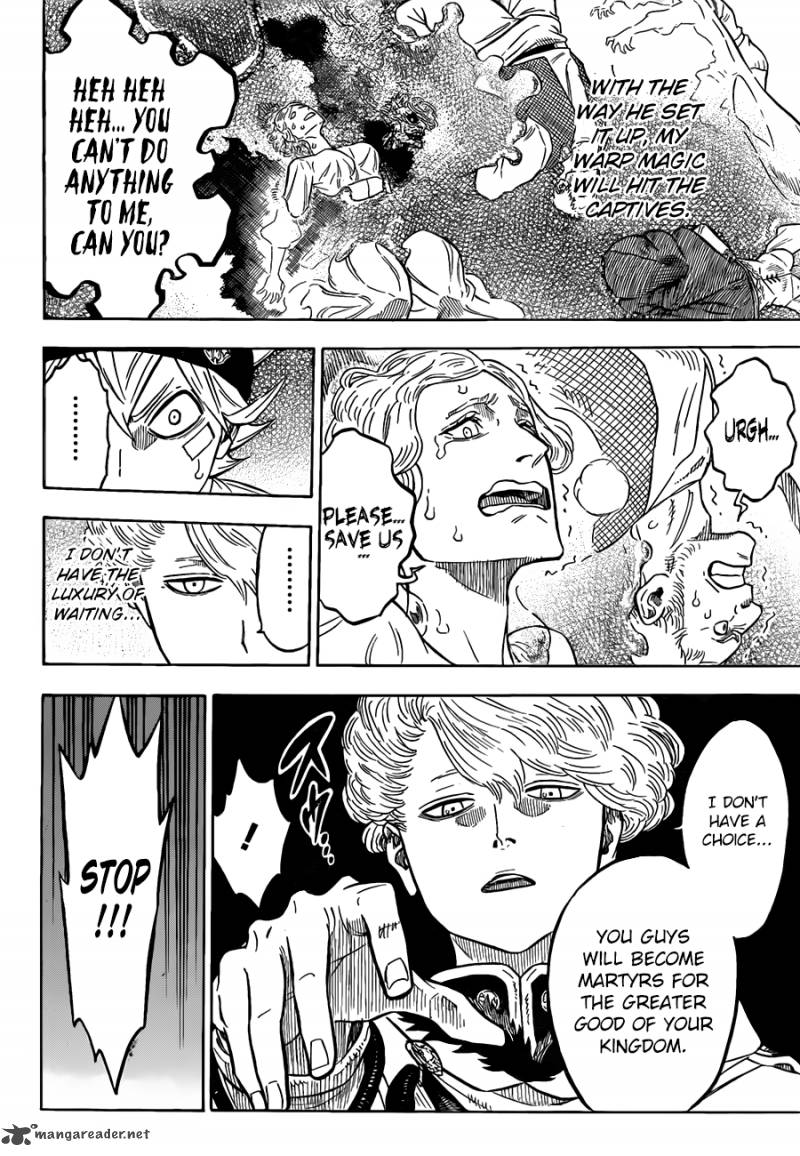 HEH HEH
HEH... YOU
CAN'T DO
ANYTHING
TO ME,
CAN YOU?
WITH
THE
WAY HE SET
IT UP, MY
WARP MAGIC
WILL HIT THE
CAPTIVES.
.........
URGH...
PLEASE...
SAVE US
...
I DON'T
HAVE THE
LUXURY OF
WAITING...
.........
I DON'T
HAVE A
CHOICE...
YOU GUYS
WILL BECOME
MARTYRS FOR
THE GREATER
GOOD OF YOUR
KINGDOM.
!
STOP
!!!
mangareader.net